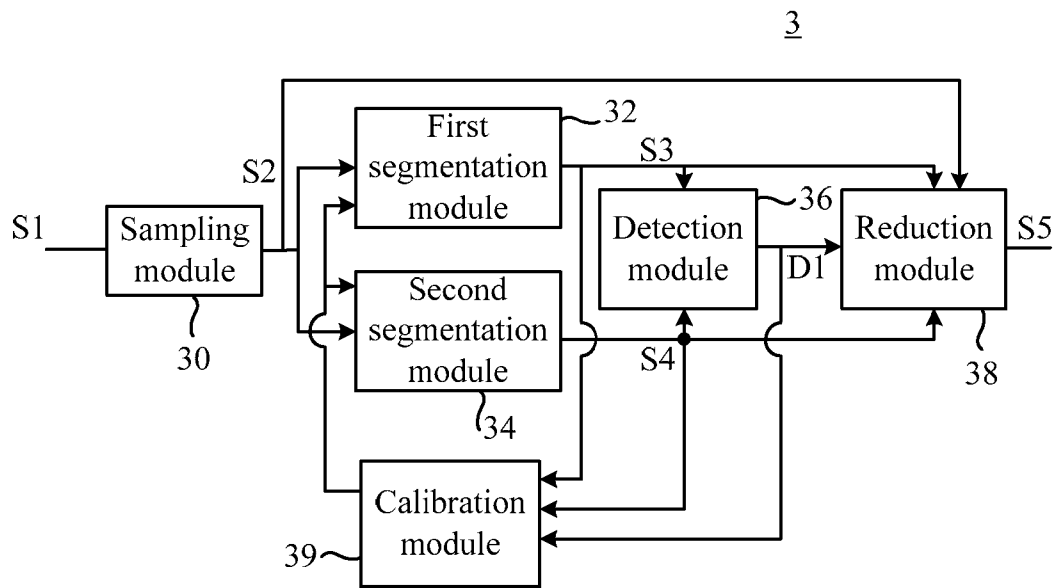 3
First
segmentation
module
32
S2
S3
S1
Sampling
module
30
Detection
module
36
D1
Reduction
module
38
S5
Second
segmentation
module
34
S4
Calibration
module
39